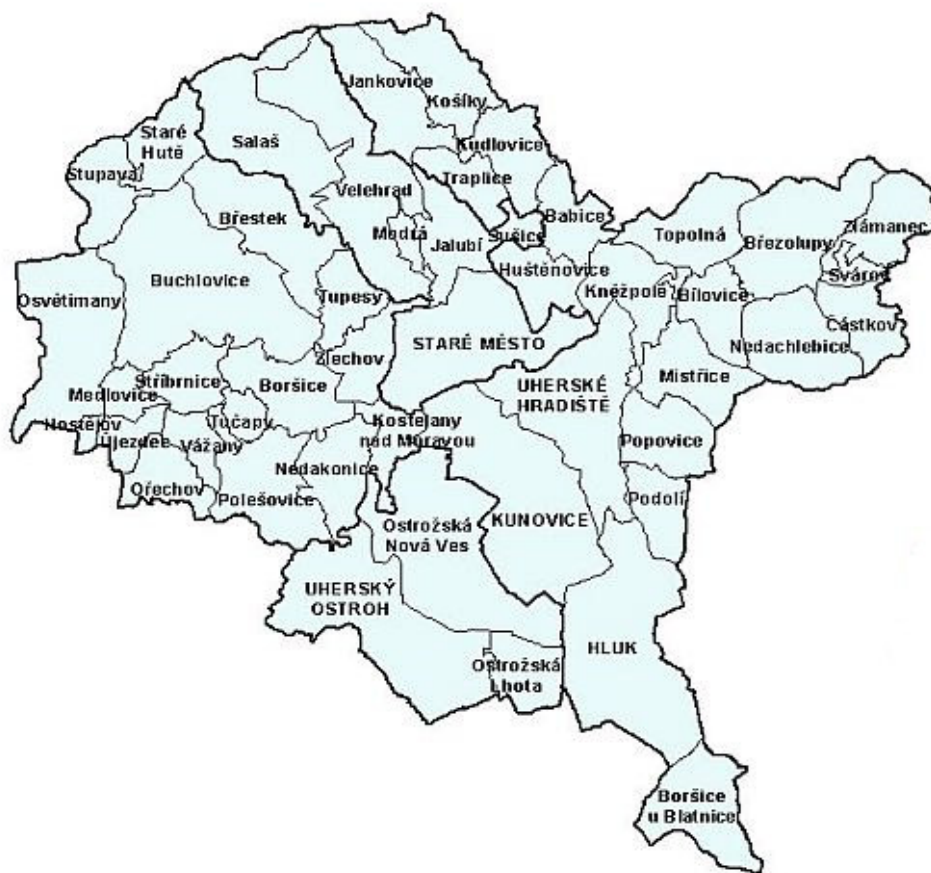 Jankovice
Košíky
Staré
Hutě
Salaš
Kudlovice
Stupava
Traplice
Velehrad
Břestek
Babice
Zlámanec
Modrá
Jalubí
Sušice
Topolná
Březolupy
Huštěnovice
Svárov
Buchlovice
Osvětimany
Tupesy
Kněžpole
Bílovice
Částkov
STARÉ MĚSTO
Nedachlebice
Zlechov
Stříbrnice
Boršice
Mistřice
UHERSKÉ
HRADIŠTĚ
Medlovice
Hostějov
Újezdec
Vážany
Tučapy
Kostelany
nad Moravou
Popovice
Nedakonice
Ořechov
Polešovice
Podolí
Ostrožská
Nová Ves
KUNOVICE
UHERSKÝ
OSTROH
HLUK
Ostrožská
Lhota
Boršice
u Blatnice